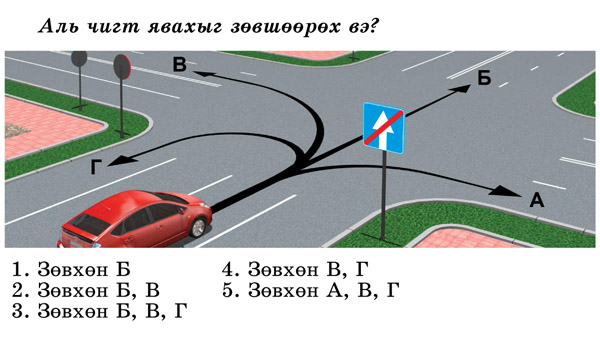 Аль чигт явахыг зөвшөөрөх вэ?
В
Б
Г
А
1. Зөвхөн Б
2. Зөвхөн Б, В
3. Зөвхөн Б, В, Г
4. Зөвхөн В, Г
5. Зөвхөн А, В, Г